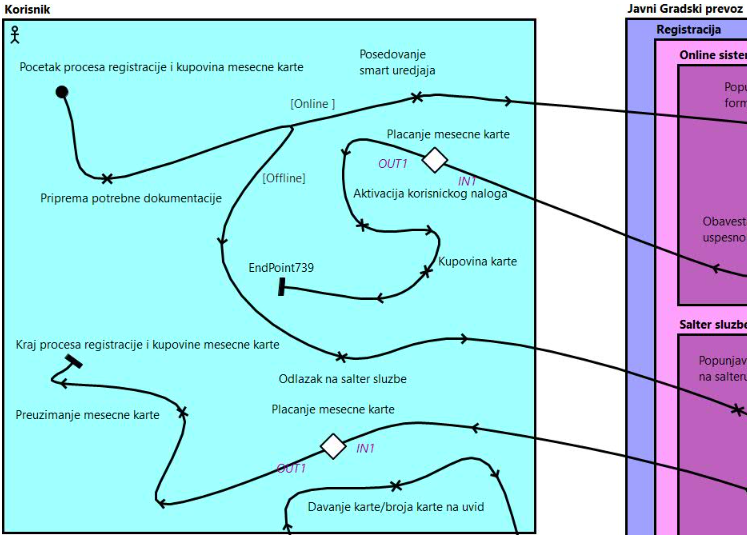 Korisnik
Javni Gradski prevoz
Registracija
Pocetak procesa registracije i kupovina mesecne karte
Posedovanje
smart uredjaja
Online
[Online ]
Placanje mesecne karte
OUT1
IN1
[Offline]
Priprema potrebne dokumentacije
Aktivacija korisnickog naloga
uspesno
EndPoint739
Kupovina karte
Kraj procesa registracije i kupovine mesecne karte
Salter sluzbe
na salteru
Odlazak na salter sluzbe
Preuzimanje mesecne karte
Placanje mesecne karte
IN1
OUT1
Davanje karte/broja karte na uvid